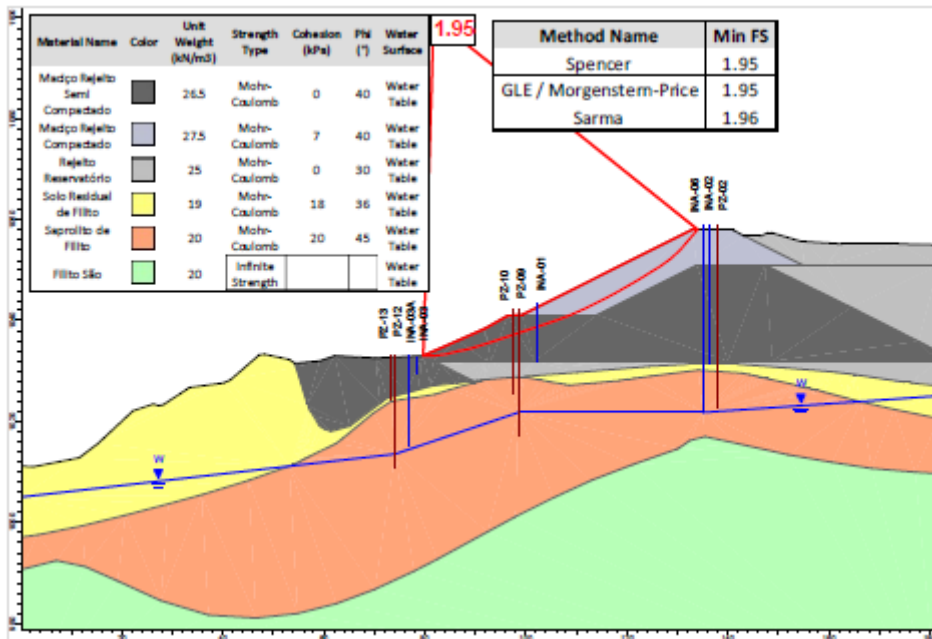 Material Name Color Unit Weight (kN/m3) Strength Type Cohesion (kPa) Phi (°) Water Surface
Maciço Rejeito Semi Compactado 26.5 Mohr-Coulomb 0 40 Water Table
Maciço Rejeito Compactado 27.5 Mohr-Coulomb 7 40 Water Table
Rejeito Reservatório 25 Mohr-Coulomb 0 30 Water Table
Solo Residual de Filito 19 Mohr-Coulomb 18 36 Water Table
Saprolito de Filito 20 Mohr-Coulomb 20 45 Water Table
Filito São 20 Infinite Strength Water Table
1.95
Method Name Min FS
Spencer 1.95
GLE / Morgenstern-Price 1.95
Sarma 1.96
INA-06
INA-02
PZ-02
PZ-10
PZ-09
INA-01
PZ-13
PZ-12
INA-03A
INA-03
W
W